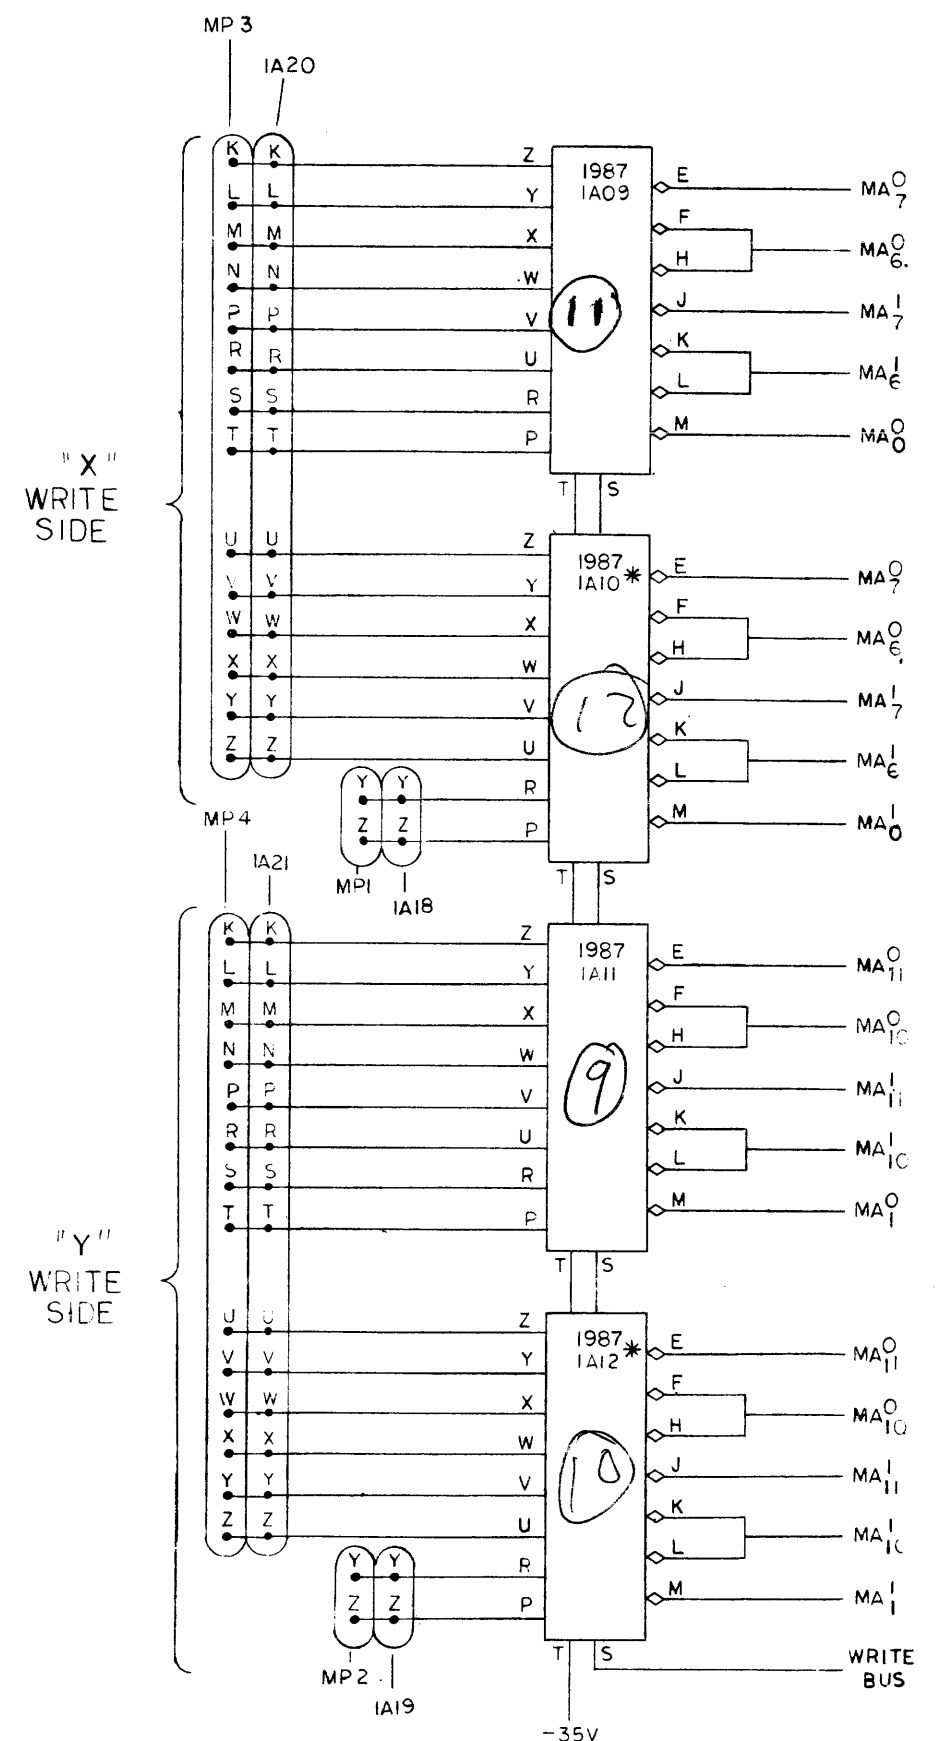 MP 3
1A20
K K Z
L L Y
M M X
N N W
P P V
R R U
S S R
T T P
1987
1A09
11
E MA 0 7
F
H MA 0 6.
J MA 1 7
K
L MA 1 6
M MA 0 0
T S
"X"
WRITE
SIDE
U U Z
V V Y
W W X
X X W
Y Y V
Z Z U
Y Y R
Z Z P
MP1
1A18
1987
1A10 *
12
E MA 0 7
F
H MA 0 6
J MA 1 7
K
L MA 1 6
M MA 1 0
T S
MP4
1A21
K K Z
L L Y
M M X
N N W
P P V
R R U
S S R
T T P
1987
1A11
9
E MA 0 11
F
H MA 0 10
J MA 1 11
K
L MA 1 10
M MA 0 1
T S
"Y"
WRITE
SIDE
U U Z
V V Y
W W X
X X W
Y Y V
Z Z U
Y Y R
Z Z P
MP2
1A19
1987
1A12 *
10
E MA 0 11
F
H MA 0 10
J MA 1 11
K
L MA 1 10
M MA 1 1
T S
WRITE
BUS
-35V